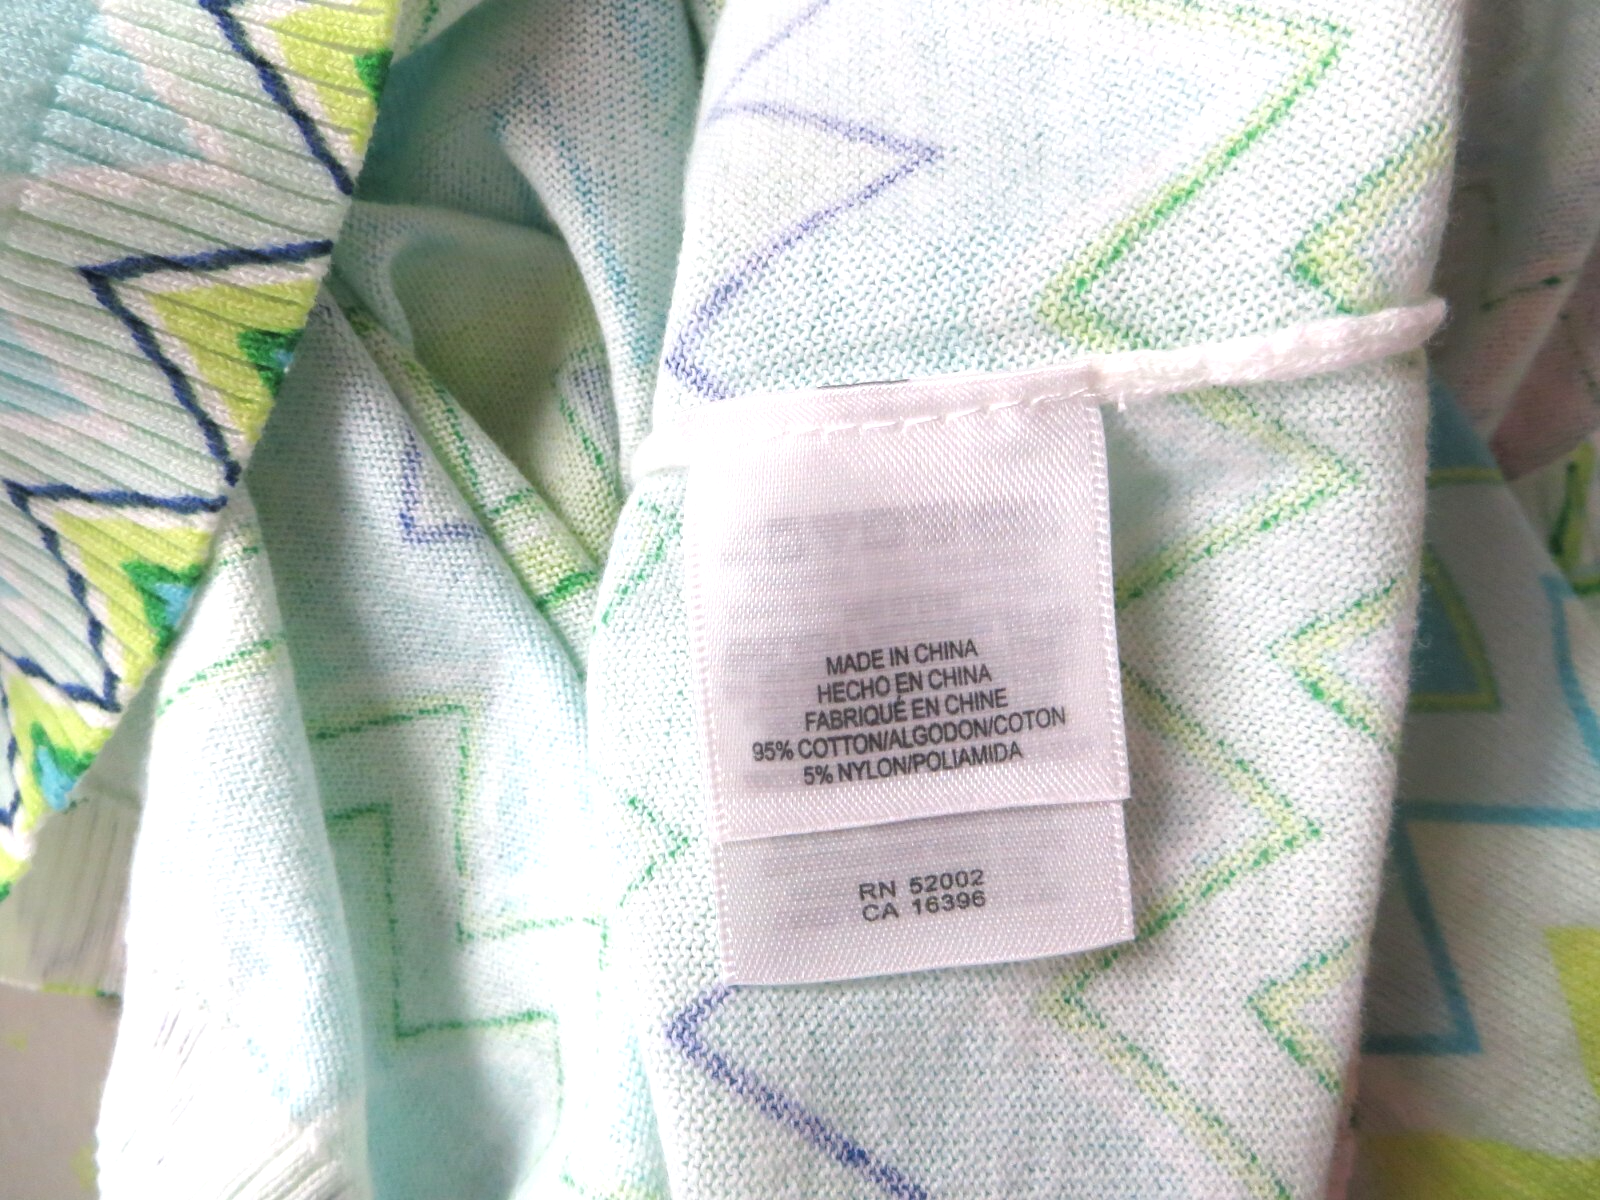 MADE IN CHINA
HECHO EN CHINA
FABRIQUÉ EN CHINE
95% COTTON/ALGODON/COTON
5% NYLON/POLIAMIDA
RN 52002
CA 16396